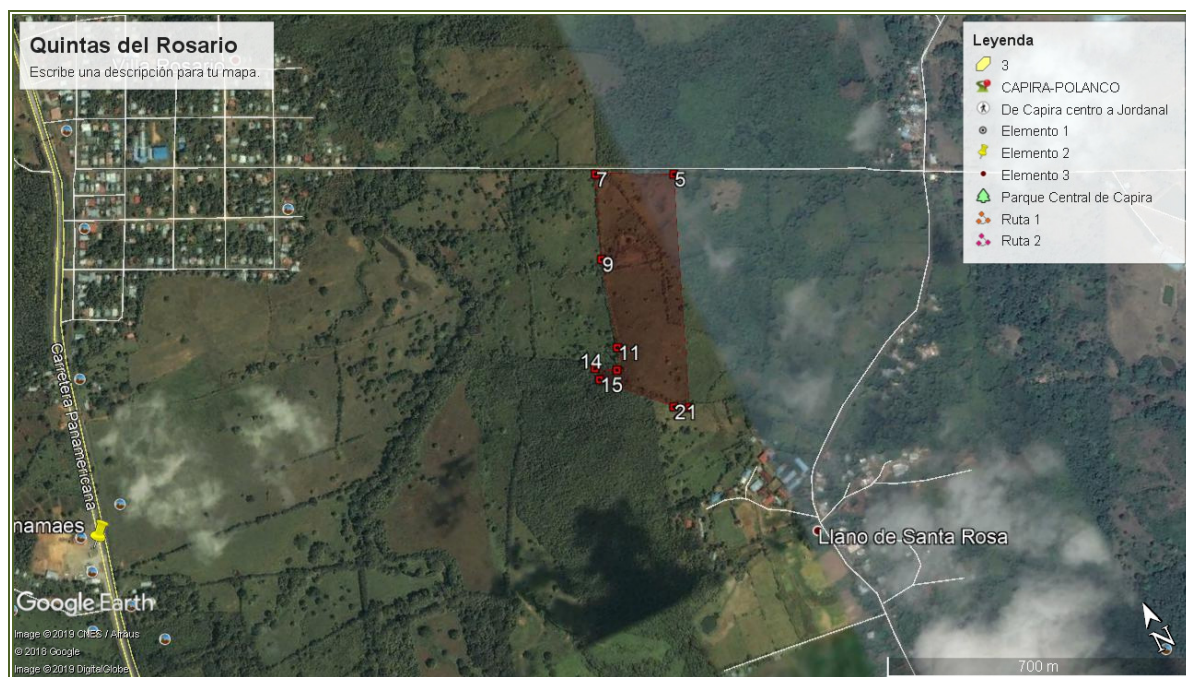 Quintas del Rosario
Escribe una descripción para tu mapa.
Villa Rosario
Leyenda
3
CAPIRA-POLANCO
De Capira centro a Jordanal
Elemento 1
Elemento 2
Elemento 3
Parque Central de Capira
Ruta 1
Ruta 2
7
5
9
11
14
15
21
Carretera Panamericana
namaes
Llano de Santa Rosa
Google Earth
Image © 2019 CNES / Airbus
© 2018 Google
Image © 2019 DigitalGlobe
N
700 m